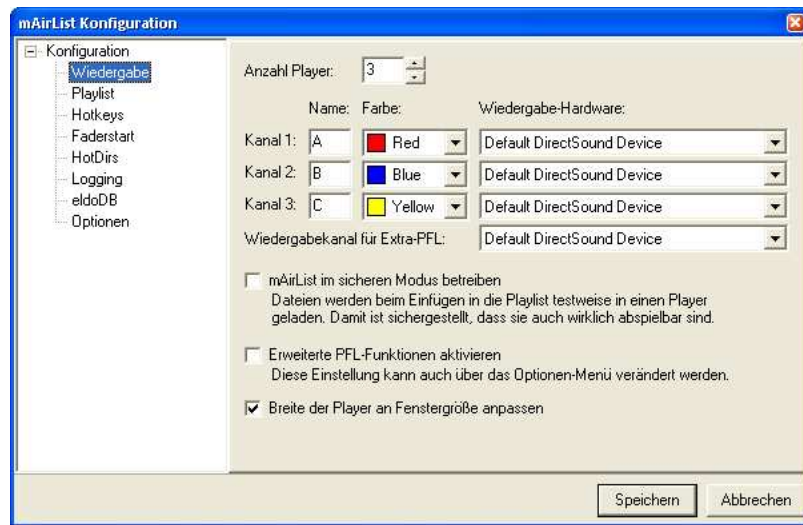 mAirList Konfiguration
Konfiguration
Wiedergabe
Playlist
Hotkeys
Faderstart
HotDirs
Logging
eldoDB
Optionen
Anzahl Player: 3
Name: Farbe: Wiedergabe-Hardware:
Kanal 1: A Red Default DirectSound Device
Kanal 2: B Blue Default DirectSound Device
Kanal 3: C Yellow Default DirectSound Device
Wiedergabekanal für Extra-PFL: Default DirectSound Device
mAirList im sicheren Modus betreiben
Dateien werden beim Einfügen in die Playlist testweise in einen Player
geladen. Damit ist sichergestellt, dass sie auch wirklich abspielbar sind.
Erweiterte PFL-Funktionen aktivieren
Diese Einstellung kann auch über das Optionen-Menü verändert werden.
Breite der Player an Fenstergröße anpassen
Speichern Abbrechen